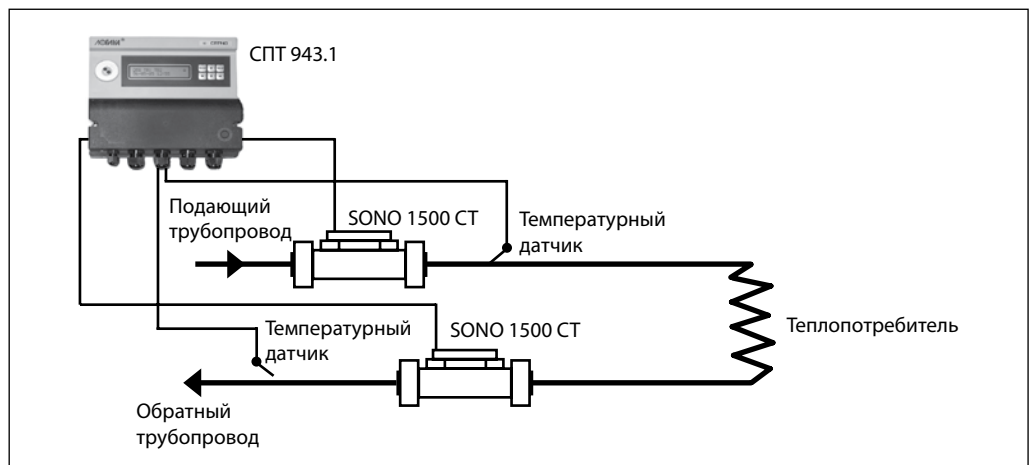 ЛОГИКА
СПТ 943.1
Подающий
трубопровод
SONO 1500 CT
Температурный
датчик
Температурный
датчик
SONO 1500 CT
Теплопотребитель
Обратный
трубопровод